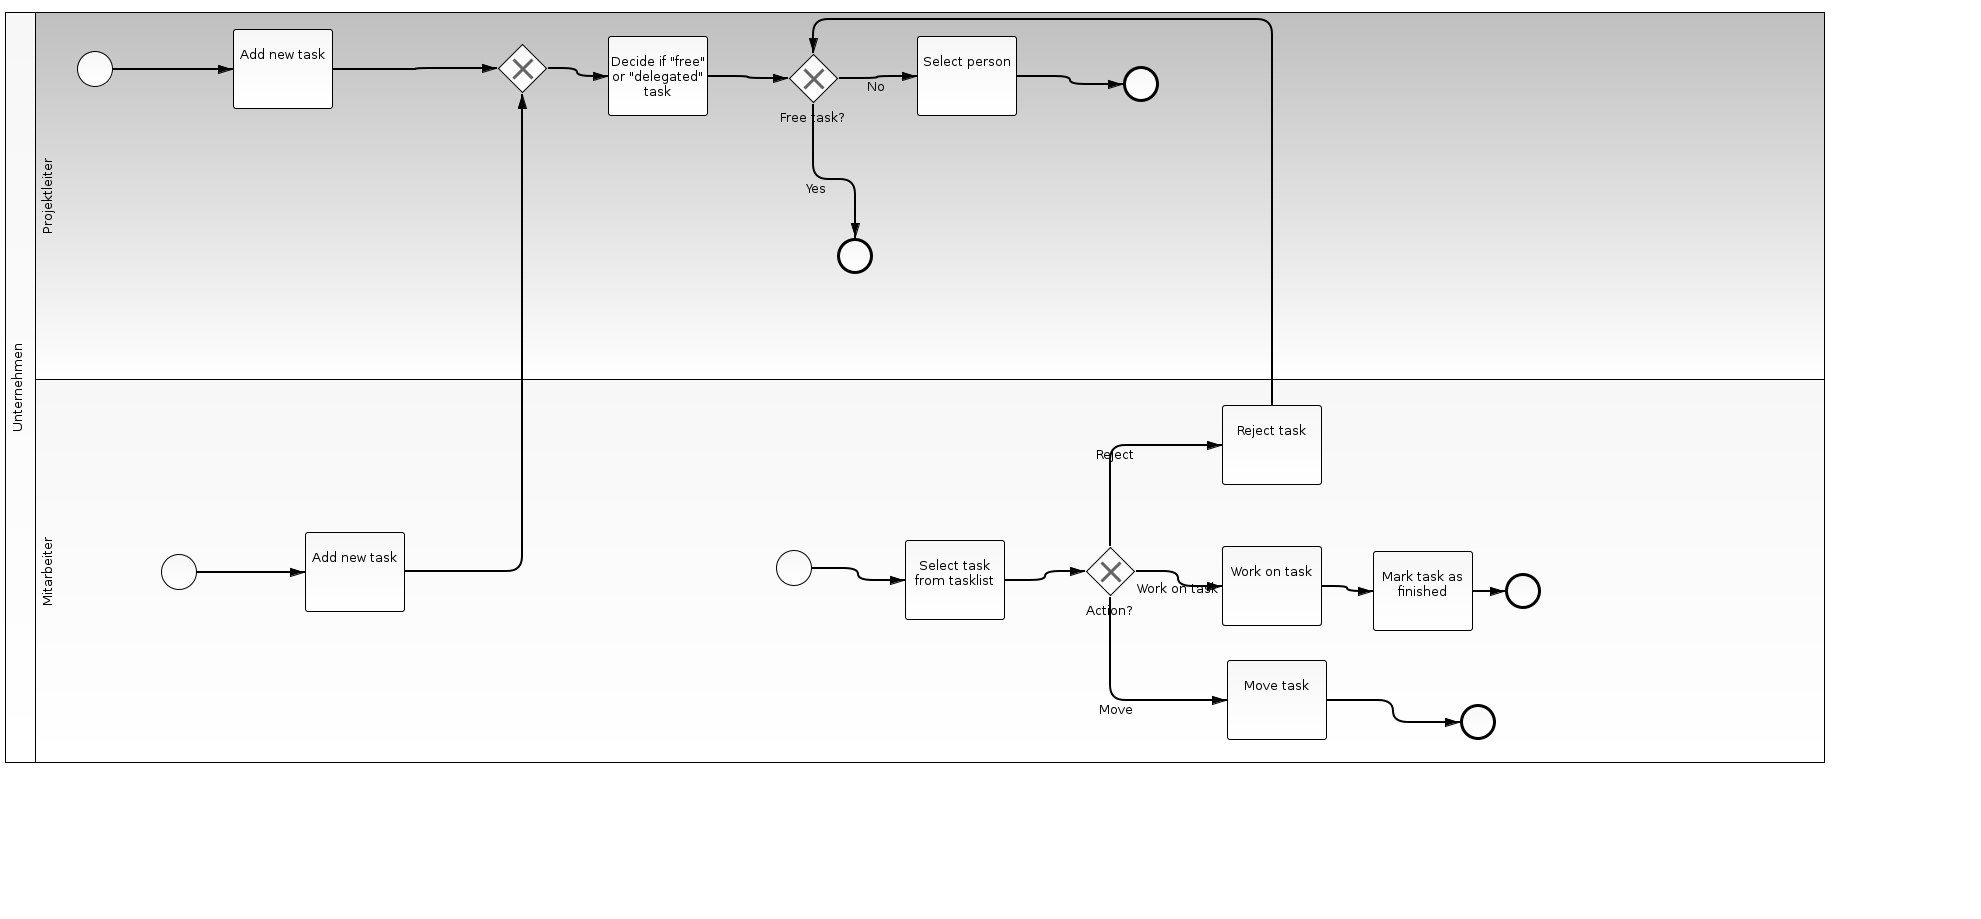 Unternehmen
Projektleiter
Add new task
Decide if "free"
or "delegated"
task
Free task?
No
Yes
Select person
Mitarbeiter
Add new task
Select task
from tasklist
Action?
Reject
Reject task
Work on task
Work on task
Mark task as
finished
Move
Move task